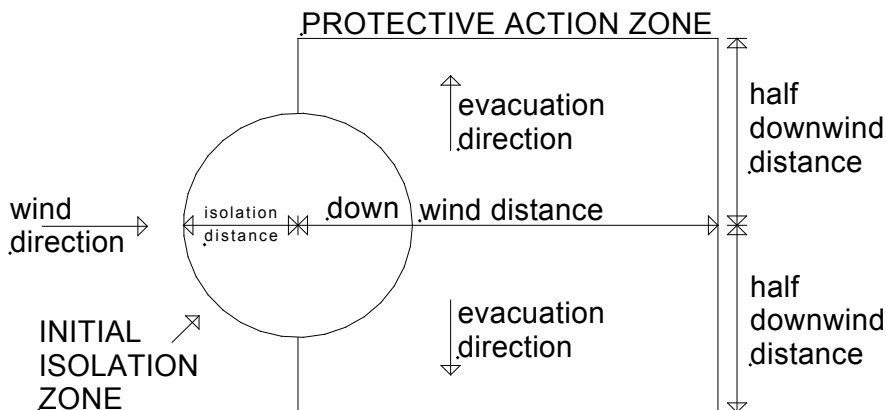 PROTECTIVE ACTION ZONE
evacuation
direction
half
downwind
distance
wind
direction
isolation
distance
down wind distance
evacuation
direction
half
downwind
distance
INITIAL
ISOLATION
ZONE